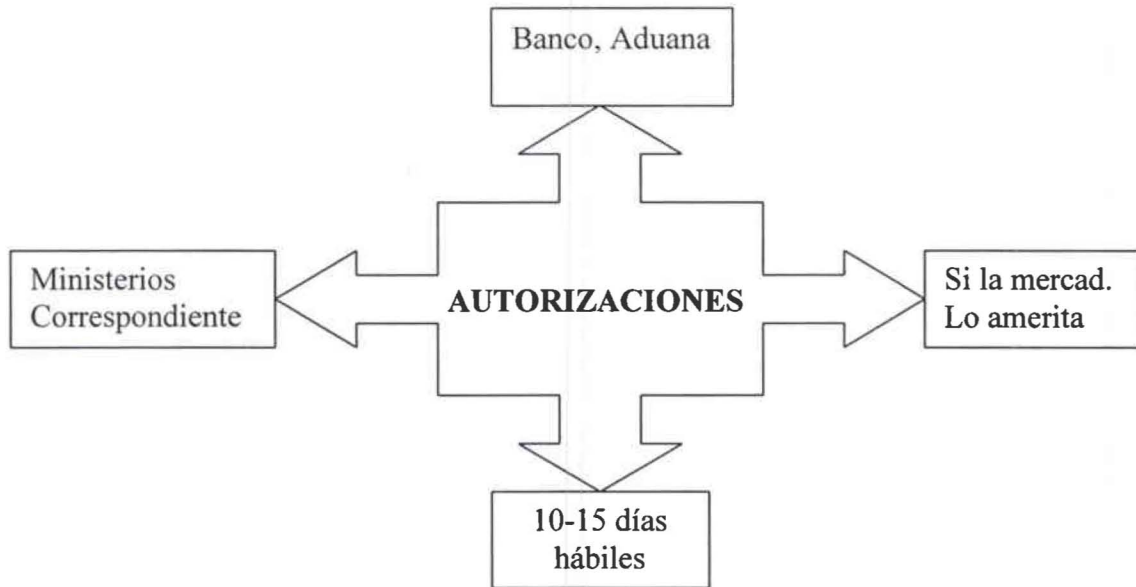 Banco, Aduana
Ministerios
Correspondiente
AUTORIZACIONES
Si la mercad.
Lo amerita
10-15 días
hábiles